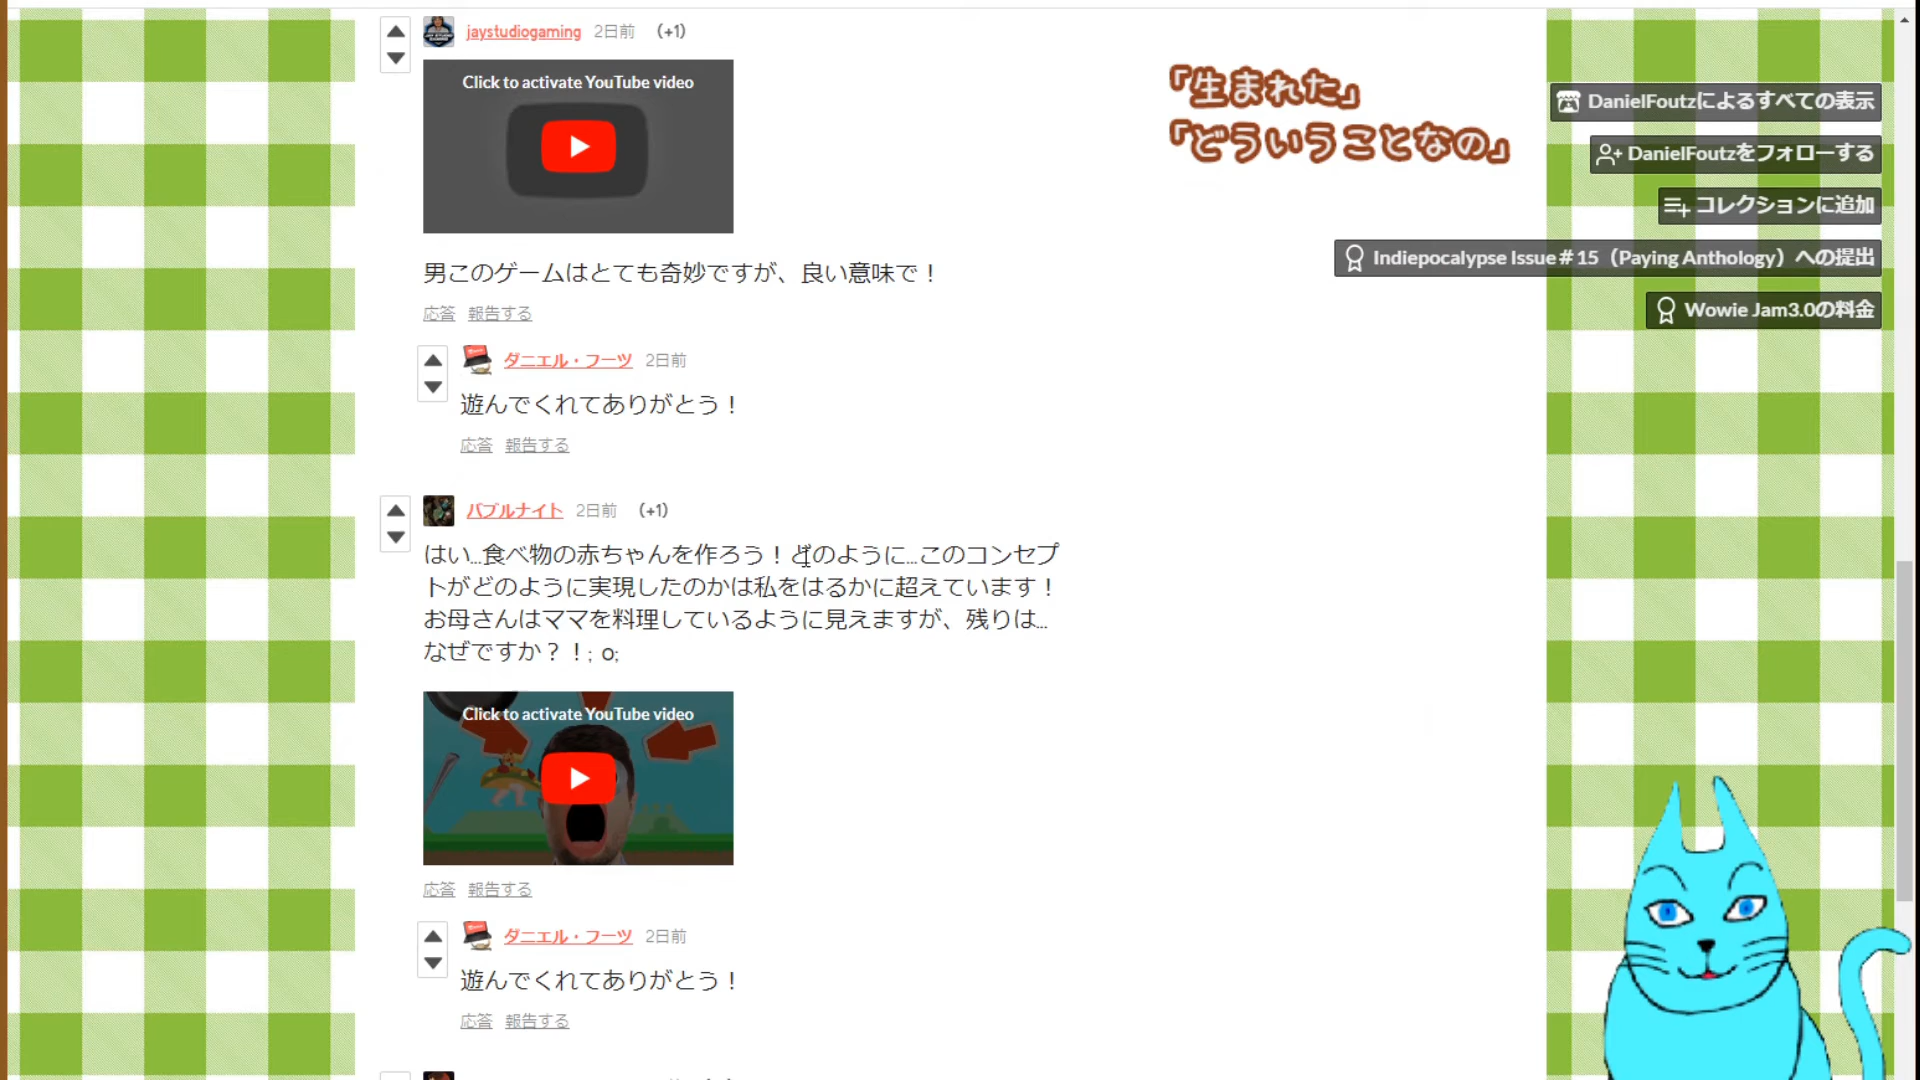 jaystudiogaming 2日前 (+1)
Click to activate YouTube video
男このゲームはとても奇妙ですが、良い意味で！
応答 報告する
ダニエル・フーツ 2日前
遊んでくれてありがとう！
応答 報告する
バブルナイト 2日前 (+1)
はい...食べ物の赤ちゃんを作ろう！どのように...このコンセプ
トがどのように実現したのかは私をはるかに超えています！
お母さんはママを料理しているように見えますが、残りは...
なぜですか？！; o;
Click to activate YouTube video
応答 報告する
ダニエル・フーツ 2日前
遊んでくれてありがとう！
応答 報告する
『生まれた』
『どういうことなの』
DanielFoutzによるすべての表示
DanielFoutzをフォローする
コレクションに追加
Indiepocalypse Issue＃15（Paying Anthology）への提出
Wowie Jam3.0の料金